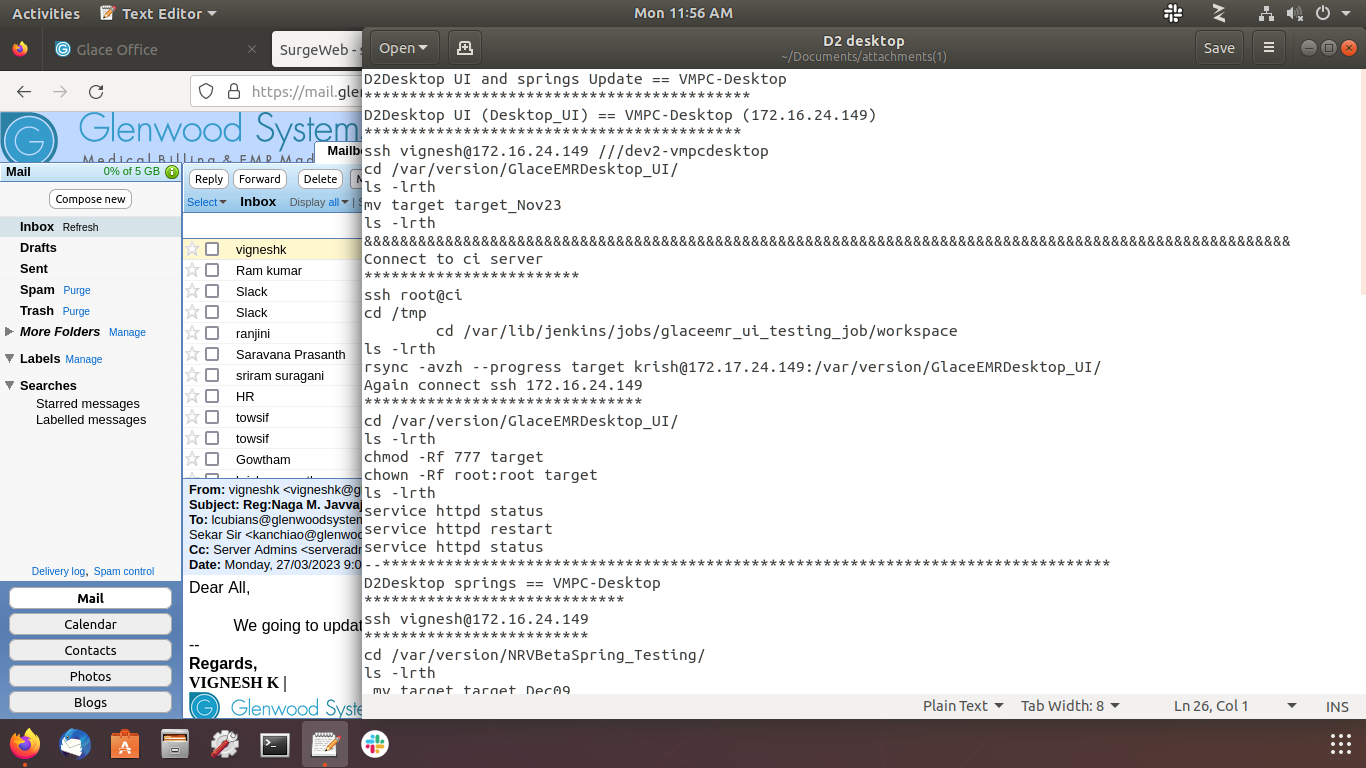 Activities
Text Editor
Mon 11:56 AM
Glace Office
SurgeWeb - s
Open
D2 desktop
~/Documents/attachments(1)
Save
https://mail.gle
Glenwood System
Medical Billing & EMR Mad
Mailbo
Mail
0% of 5 GB
Compose new
Inbox Refresh
Drafts
Sent
Spam Purge
Trash Purge
More Folders Manage
Labels Manage
Searches
Starred messages
Labelled messages
Delivery log, Spam control
Mail
Calendar
Contacts
Photos
Blogs
Reply Forward Delete M
Select Inbox Display all | S
vigneshk
Ram kumar
Slack
Slack
ranjini
Saravana Prasanth
sriram suragani
HR
towsif
towsif
Gowtham
From: vigneshk <vigneshk@g
Subject: Reg:Naga M. Javvaj
To: lcubians@glenwoodsystem
Sekar Sir <kanchiao@glenwoo
Cc: Server Admins <serveradm
Date: Monday, 27/03/2023 9:0
Dear All,
We going to updat
--
Regards,
VIGNESH K |
Glenwood Syste
D2Desktop UI and springs Update == VMPC-Desktop
*******************************************
D2Desktop UI (Desktop_UI) == VMPC-Desktop (172.16.24.149)
******************************************
ssh vignesh@172.16.24.149 ///dev2-vmpcdesktop
cd /var/version/GlaceEMRDesktop_UI/
ls -lrth
mv target target_Nov23
ls -lrth
&&&&&&&&&&&&&&&&&&&&&&&&&&&&&&&&&&&&&&&&&&&&&&&&&&&&&&&&&&&&&&&&&&&&&&&&&&&&&&&&&&&&&&&&&&&&&&&&&&&&&&&
Connect to ci server
************************
ssh root@ci
cd /tmp
cd /var/lib/jenkins/jobs/glaceemr_ui_testing_job/workspace
ls -lrth
rsync -avzh --progress target krish@172.17.24.149:/var/version/GlaceEMRDesktop_UI/
Again connect ssh 172.16.24.149
*******************************
cd /var/version/GlaceEMRDesktop_UI/
ls -lrth
chmod -Rf 777 target
chown -Rf root:root target
ls -lrth
service httpd status
service httpd restart
service httpd status
--*********************************************************************************
D2Desktop springs == VMPC-Desktop
*****************************
ssh vignesh@172.16.24.149
*************************
cd /var/version/NRVBetaSpring_Testing/
ls -lrth
mv target target_Dec09
Plain Text
Tab Width: 8
Ln 26, Col 1
INS